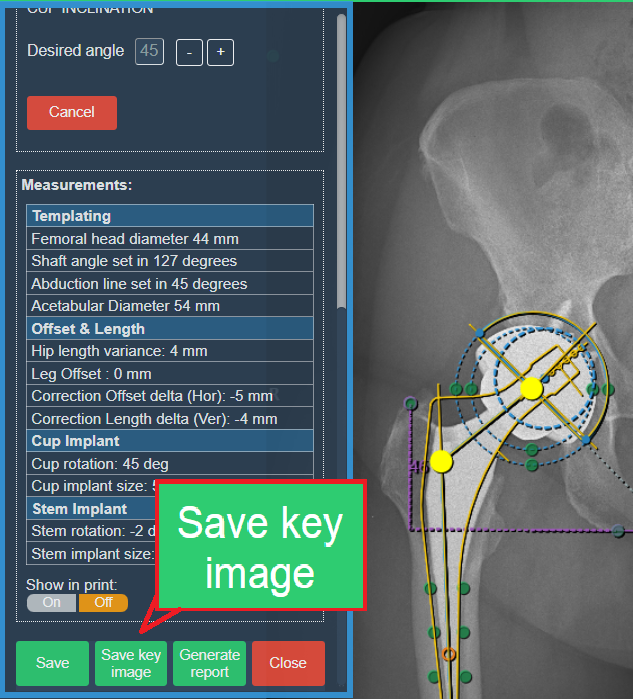 CUP INCLINATION
Desired angle 45 - +
Cancel
Measurements:
Templating
Femoral head diameter 44 mm
Shaft angle set in 127 degrees
Abduction line set in 45 degrees
Acetabular Diameter 54 mm
Offset & Length
Hip length variance: 4 mm
Leg Offset : 0 mm
Correction Offset delta (Hor): -5 mm
Correction Length delta (Ver): -4 mm
Cup Implant
Cup rotation: 45 deg
Cup implant size:
Stem Implant
Stem rotation: -2 d
Stem implant size:
Save key
image
Show in print:
On Off
Save
Save key
image
Generate
report
Close